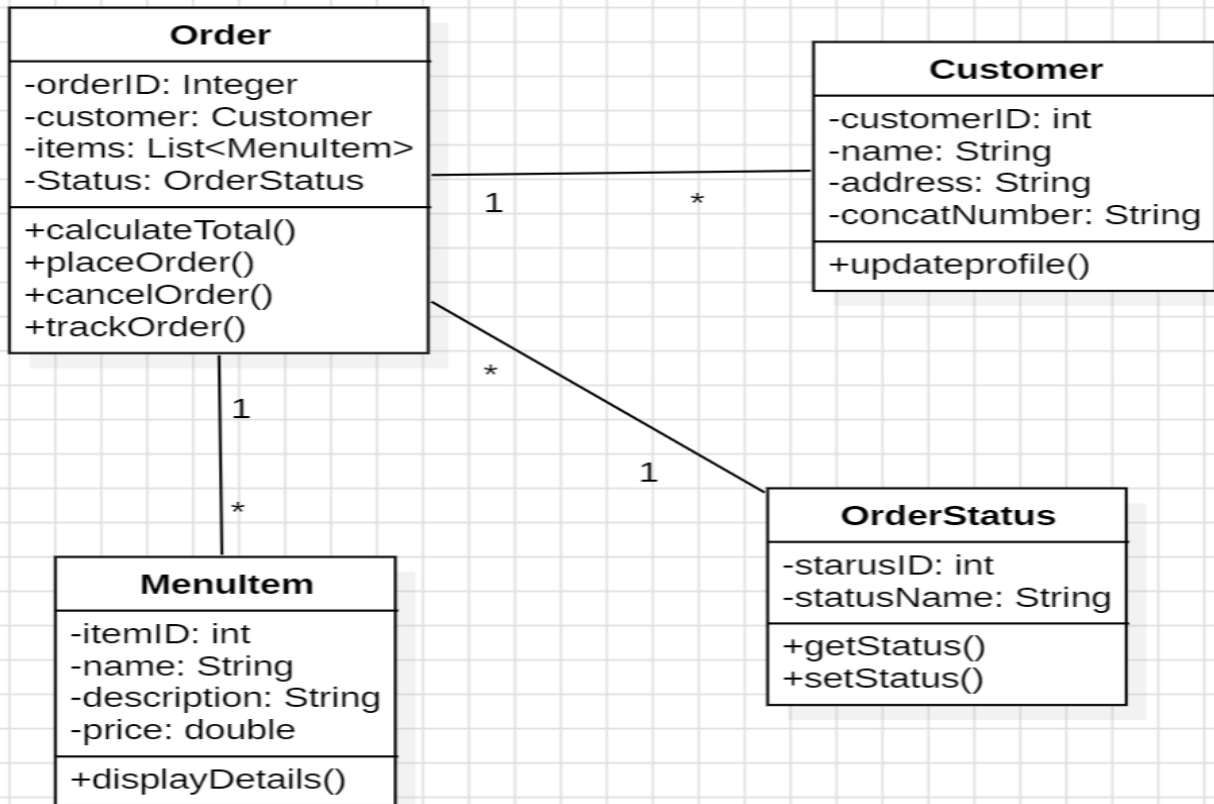 Order
-orderID: Integer
-customer: Customer
-items: List<MenuItem>
-Status: OrderStatus
+calculateTotal()
+placeOrder()
+cancelOrder()
+trackOrder()
Customer
-customerID: int
-name: String
-address: String
-concatNumber: String
+updateprofile()
1
*
*
1
1
*
OrderStatus
-starusID: int
-statusName: String
+getStatus()
+setStatus()
MenuItem
-itemID: int
-name: String
-description: String
-price: double
+displayDetails()